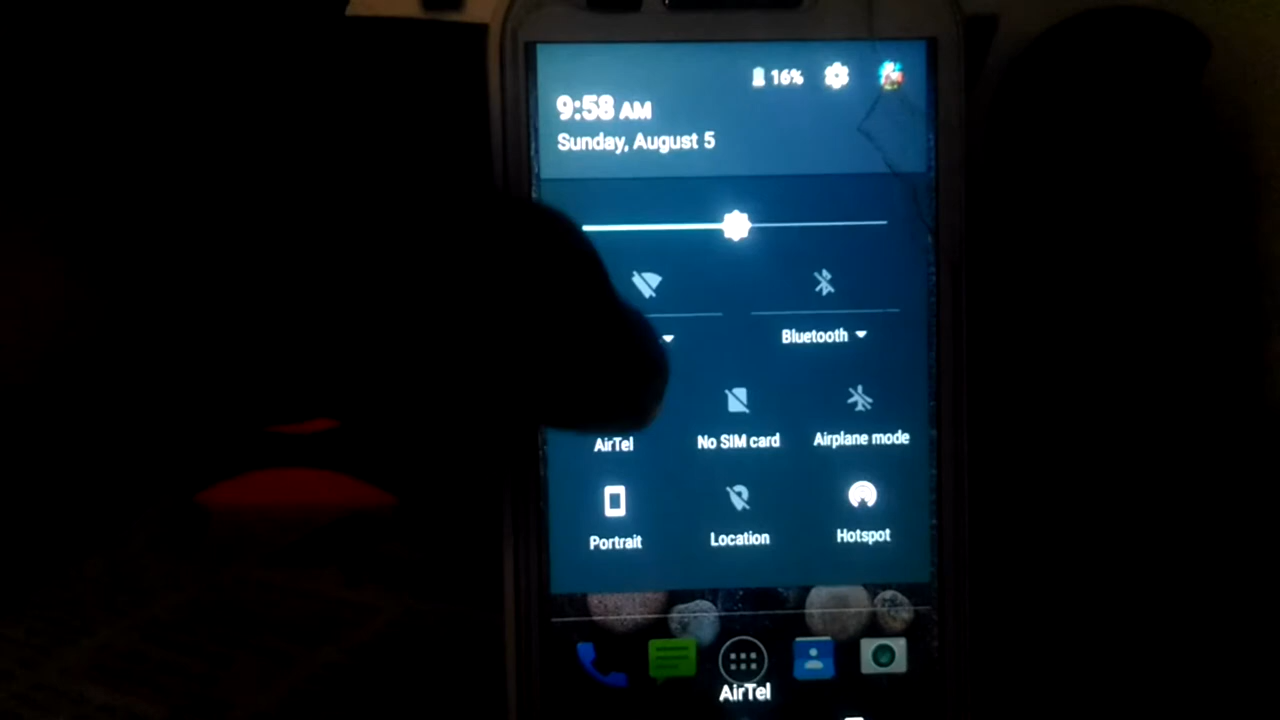 16%
9:58 AM
Sunday, August 5
Bluetooth
AirTel
No SIM card
Airplane mode
Portrait
Location
Hotspot
AirTel